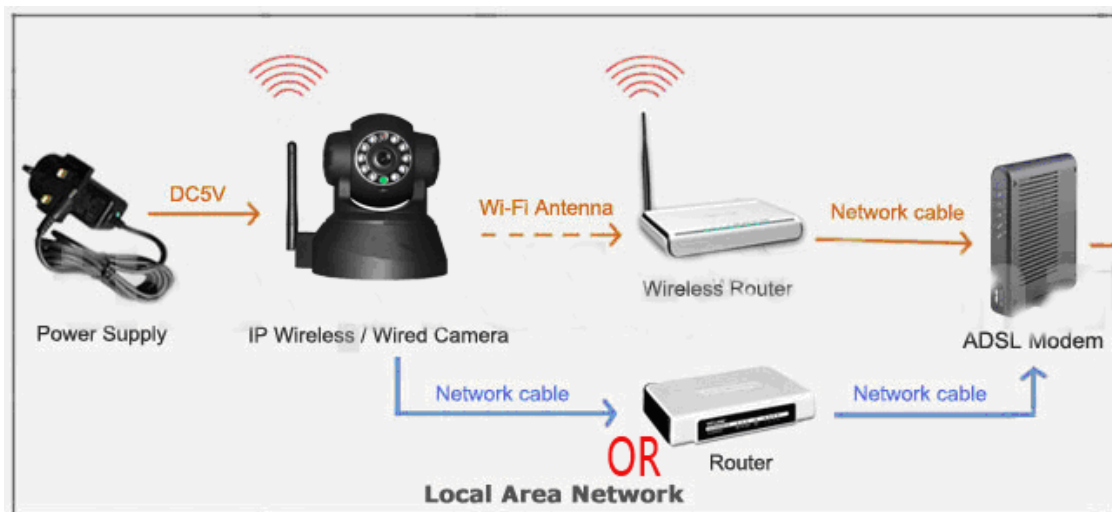 DC5V
Wi-Fi Antenna
Network cable
Wireless Router
Power Supply
IP Wireless / Wired Camera
ADSL Modem
Network cable
Network cable
OR
Router
Local Area Network